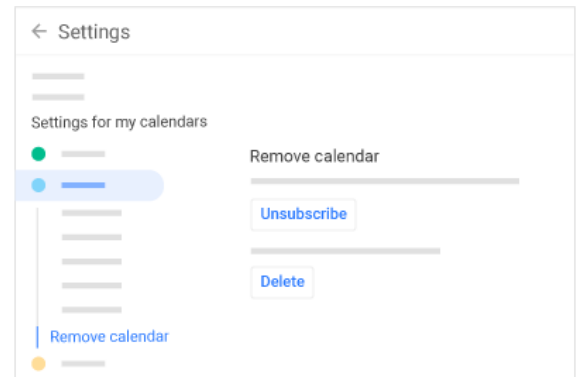 Settings
Settings for my calendars
Remove calendar
Unsubscribe
Delete
Remove calendar